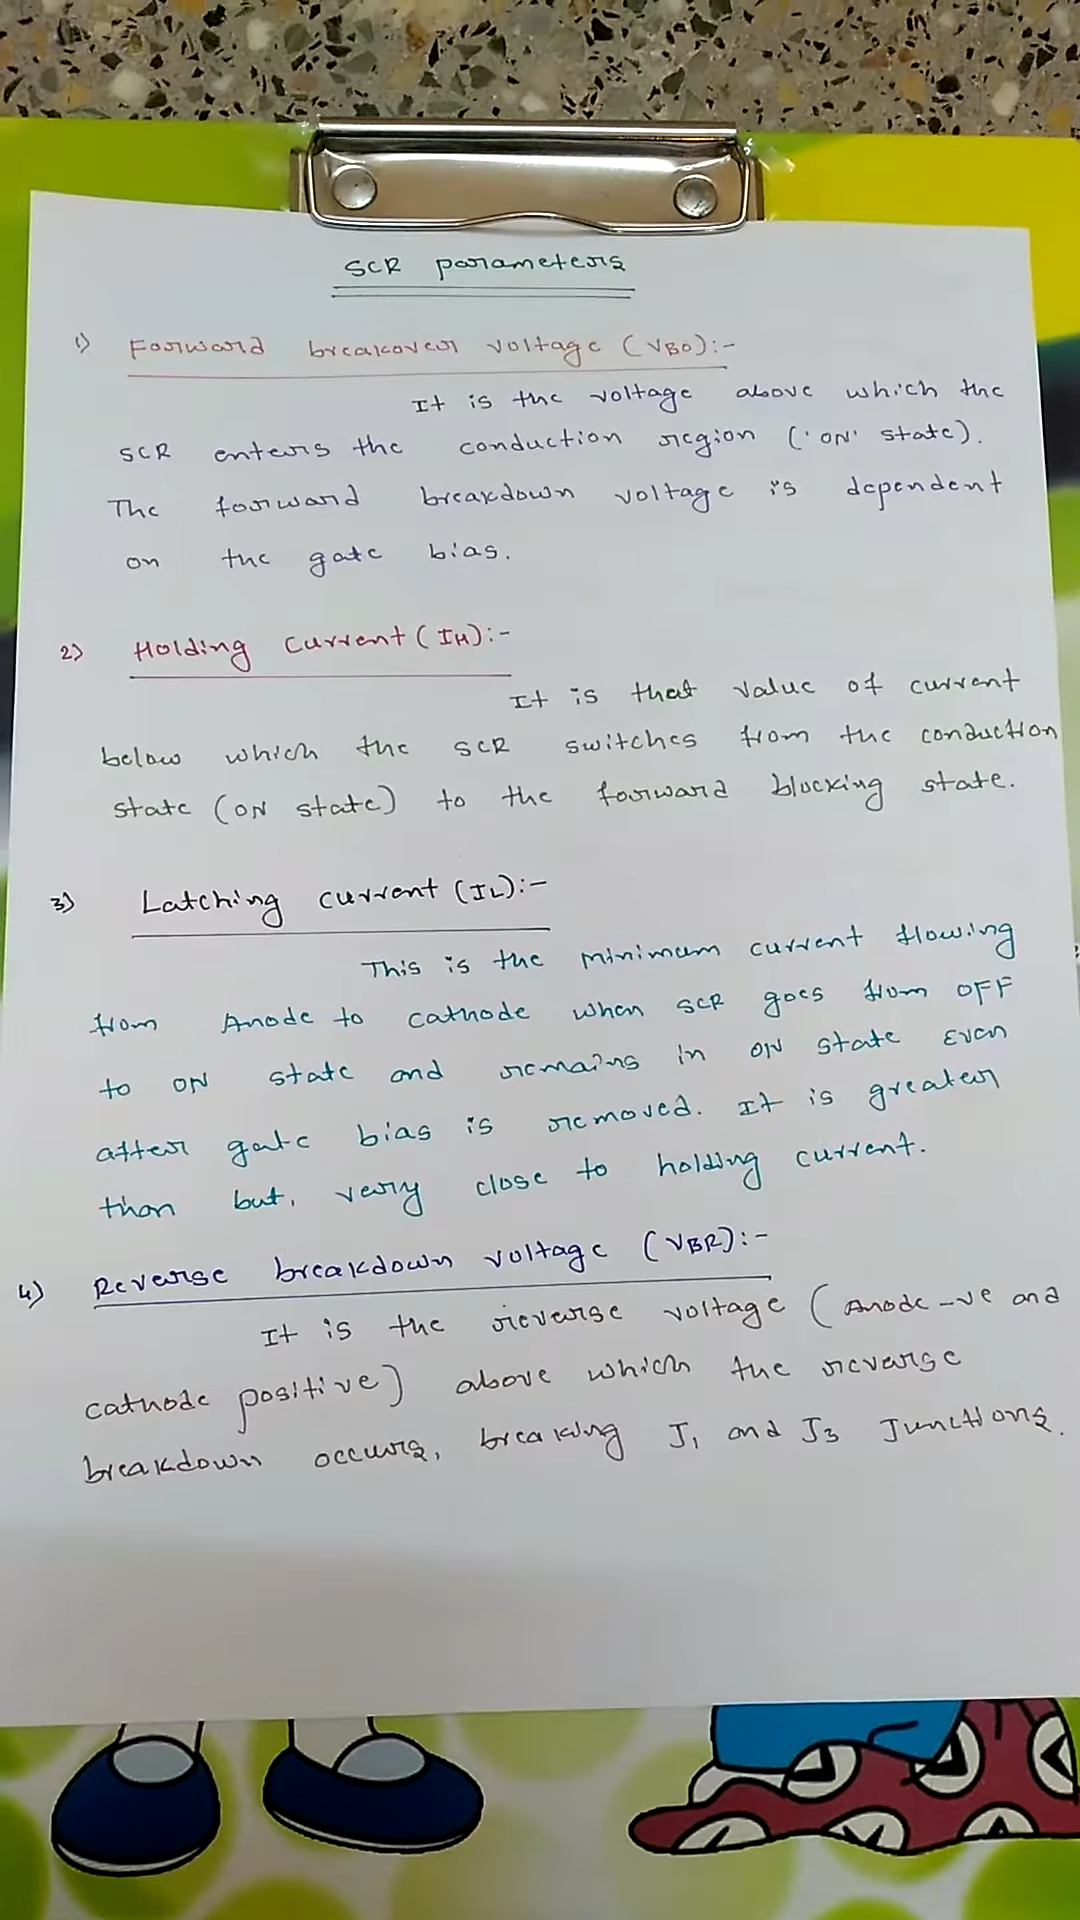 SCR parameters
1) Forward breakover voltage (VBO):-
It is the voltage above which the
SCR enters the conduction region ('ON' state).
The forward breakdown voltage is dependent
on the gate bias.
2) Holding current (IH):-
It is that value of current
below which the SCR switches from the conduction
state (ON state) to the forward blocking state.
3) Latching current (IL):-
This is the minimum current flowing
from Anode to cathode when SCR goes from OFF
to ON state and remains in ON state Even
after gate bias is removed. It is greater
than but, very close to holding current.
4) Reverse breakdown voltage (VBR):-
It is the reverse voltage (Anode -ve and
cathode positive) above which the reverse
breakdown occurs, breaking J1 and J3 Junctions.